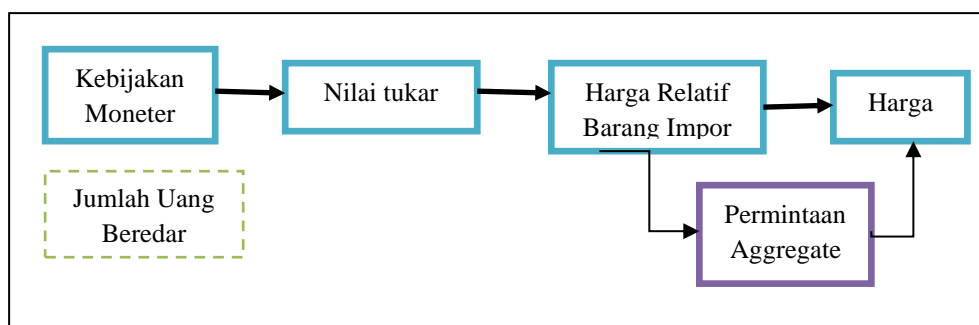 Kebijakan
Moneter
Nilai tukar
Harga Relatif
Barang Impor
Harga
Jumlah Uang
Beredar
Permintaan
Aggregate